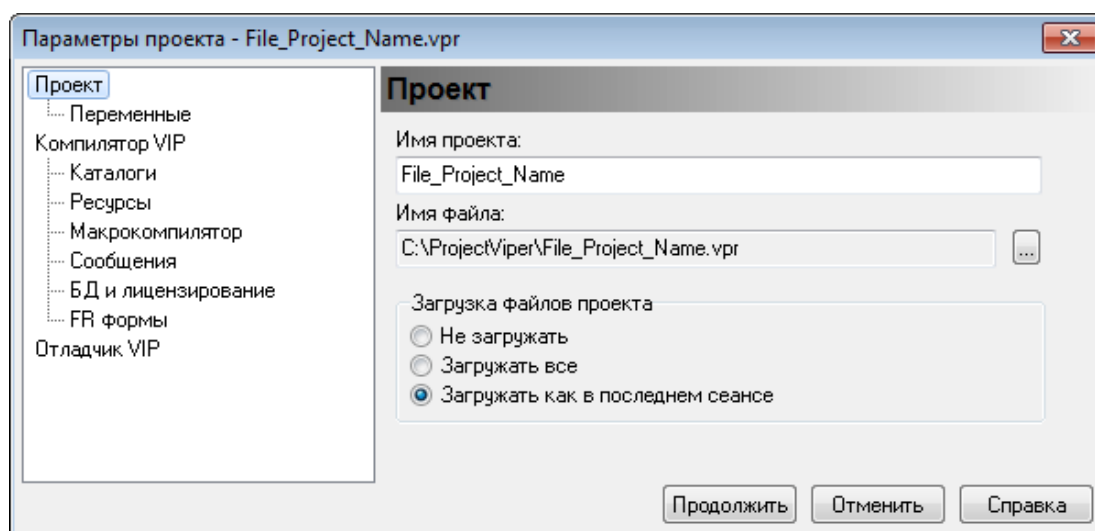 Параметры проекта - File_Project_Name.vpr
Проект
Переменные
Компилятор VIP
Каталоги
Ресурсы
Макрокомпилятор
Сообщения
БД и лицензирование
FR формы
Отладчик VIP
Проект
Имя проекта:
File_Project_Name
Имя файла:
C:\ProjectViper\File_Project_Name.vpr
...
Загрузка файлов проекта
Не загружать
Загружать все
Загружать как в последнем сеансе
Продолжить Отменить Справка